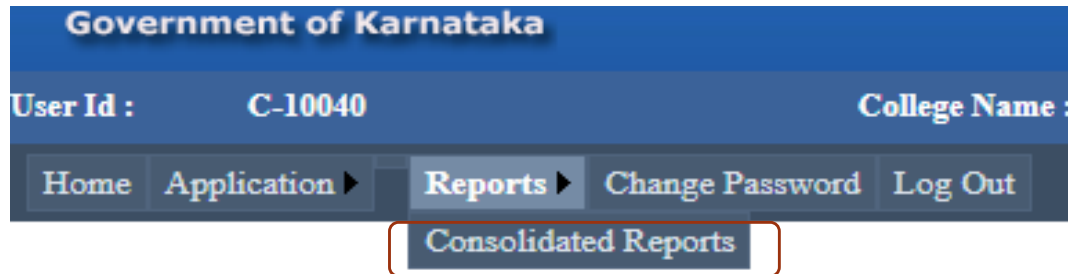 Government of Karnataka
User Id : C-10040 College Name :
Home Application Reports Change Password Log Out
Consolidated Reports